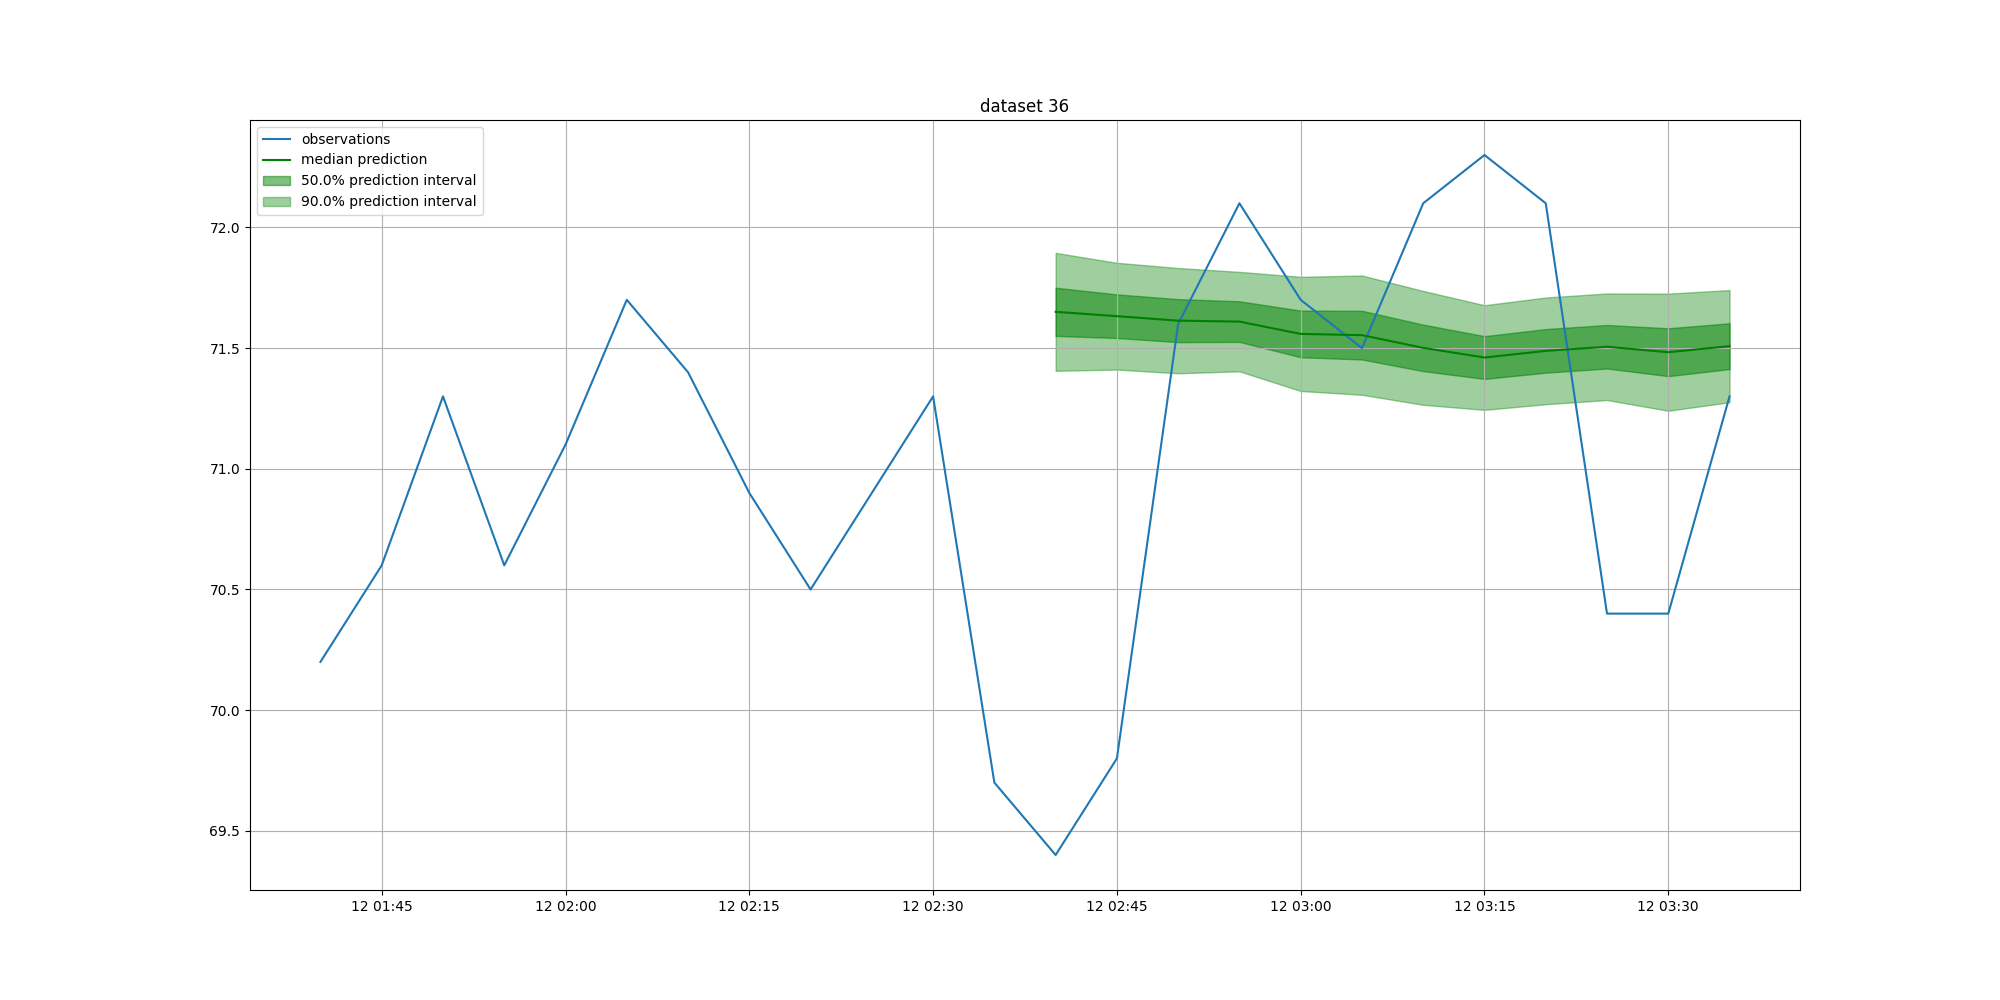 dataset 36
observations
median prediction
50.0% prediction interval
90.0% prediction interval
72.0
71.5
71.0
70.5
70.0
69.5
12 01:45 12 02:00 12 02:15 12 02:30 12 02:45 12 03:00 12 03:15 12 03:30